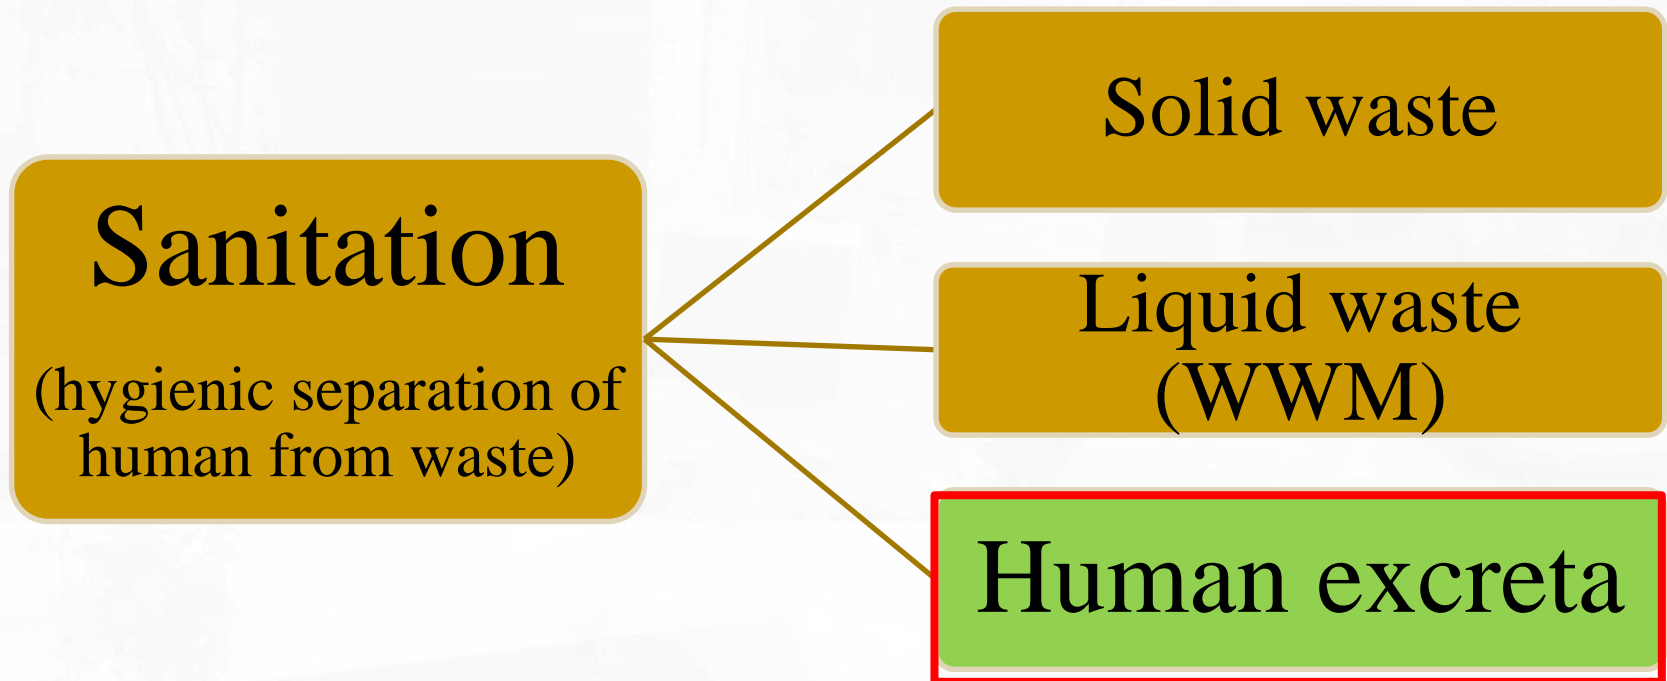 Sanitation
(hygienic separation of
human from waste)
Solid waste
Liquid waste
(WWM)
Human excreta